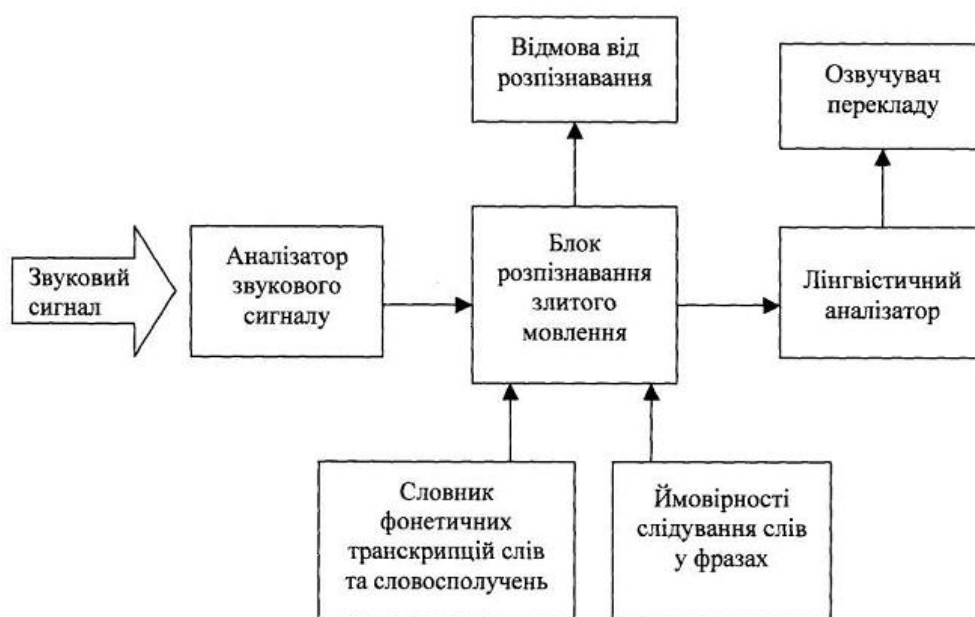 Відмова від
розпізнавання
Озвучувач
перекладу
Звуковий
сигнал
Аналізатор
звукового
сигналу
Блок
розпізнавання
злитого
мовлення
Лінгвістичний
аналізатор
Словник
фонетичних
транскрипцій слів
та словосполучень
Ймовірності
слідування слів
у фразах